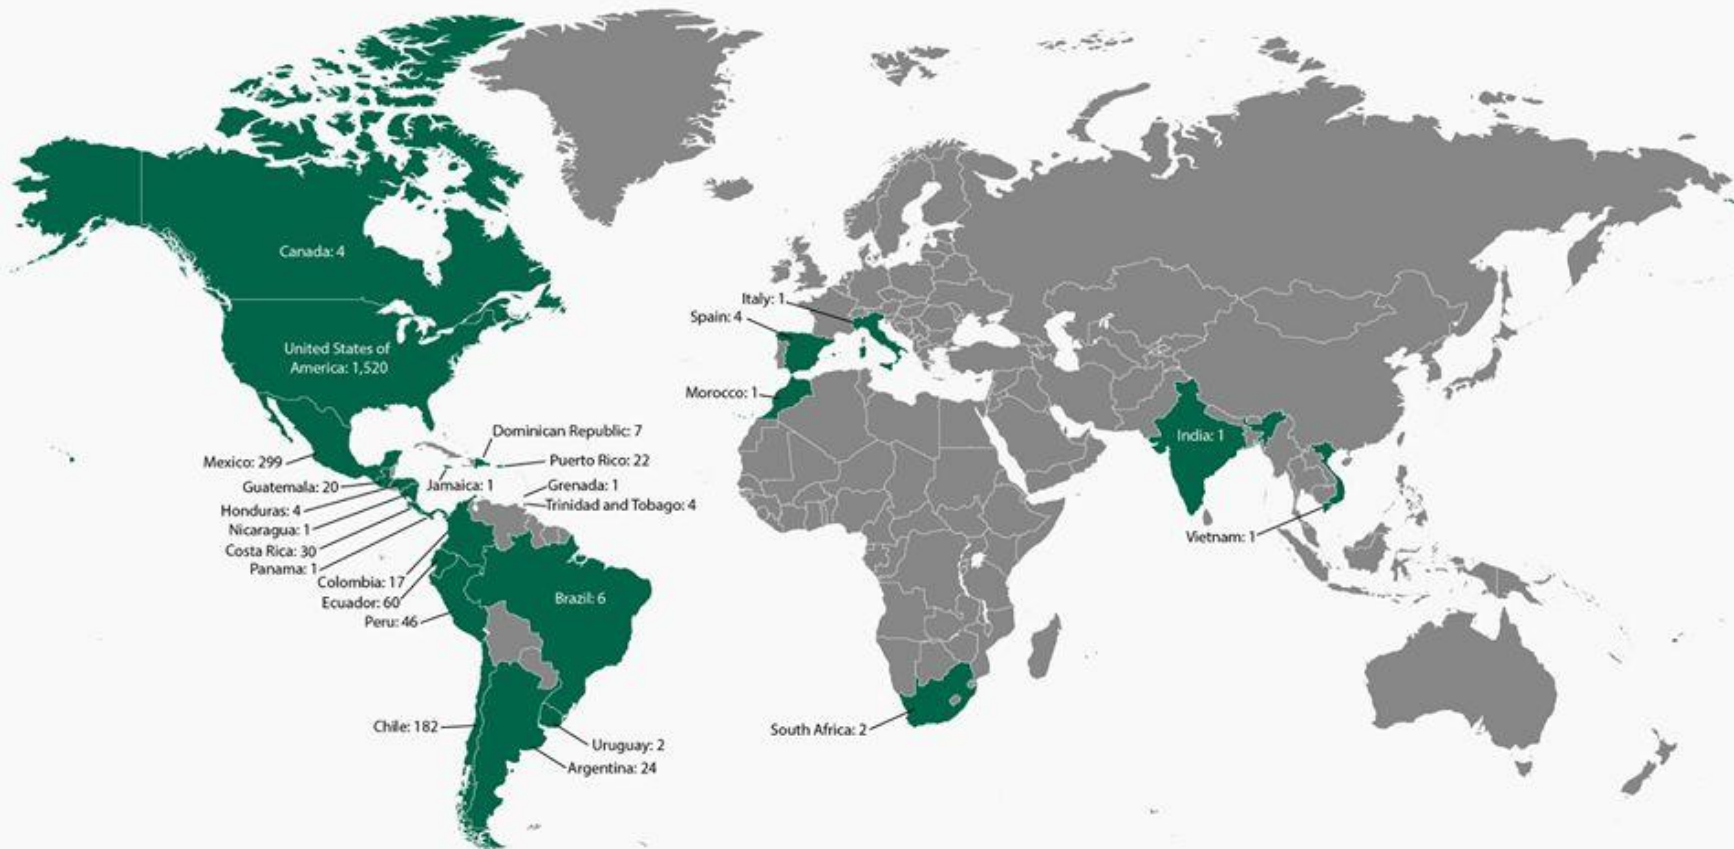 Canada: 4
United States of
America: 1,520
Mexico: 299
Guatemala: 20
Honduras: 4
Nicaragua: 1
Costa Rica: 30
Panama: 1
Colombia: 17
Ecuador: 60
Peru: 46
Chile: 182
Dominican Republic: 7
Puerto Rico: 22
Jamaica: 1
Grenada: 1
Trinidad and Tobago: 4
Brazil: 6
Uruguay: 2
Argentina: 24
Italy: 1
Spain: 4
Morocco: 1
South Africa: 2
India: 1
Vietnam: 1